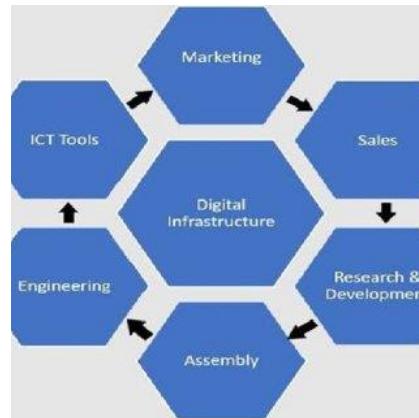 Marketing
ICT Tools
Sales
Digital
Infrastructure
Engineering
Research &
Developmen
Assembly